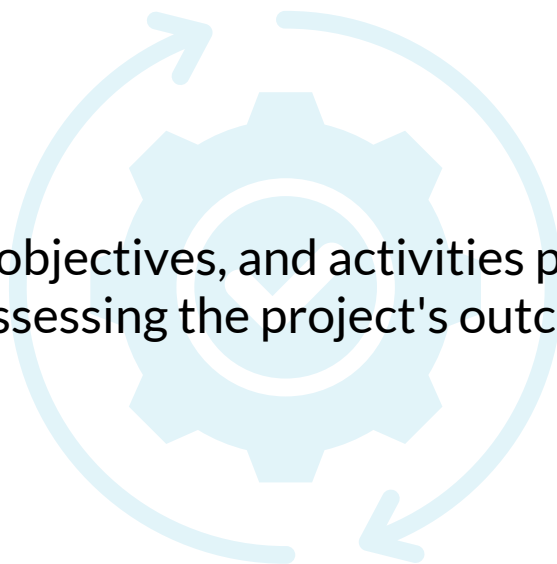 objectives, and activities p
ssessing the project's outc